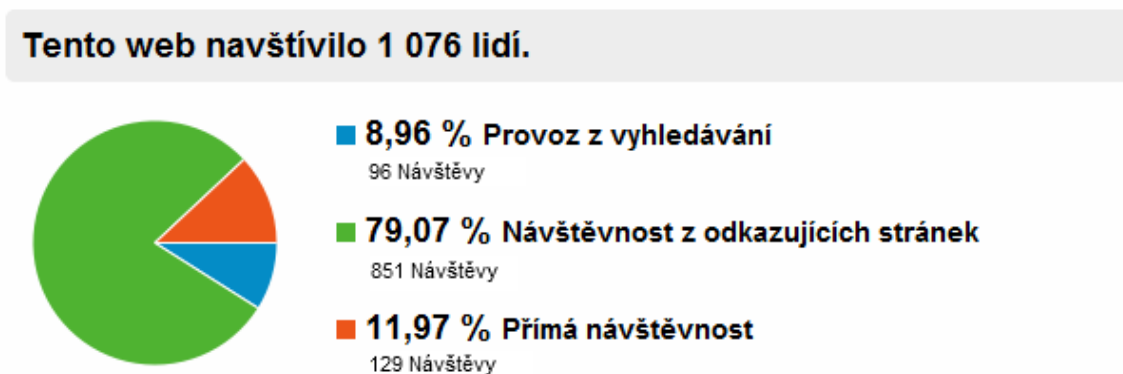 Tento web navštívilo 1 076 lidí.
8,96 % Provoz z vyhledávání
96 Návštěvy
79,07 % Návštěvnost z odkazujících stránek
851 Návštěvy
11,97 % Přímá návštěvnost
129 Návštěvy